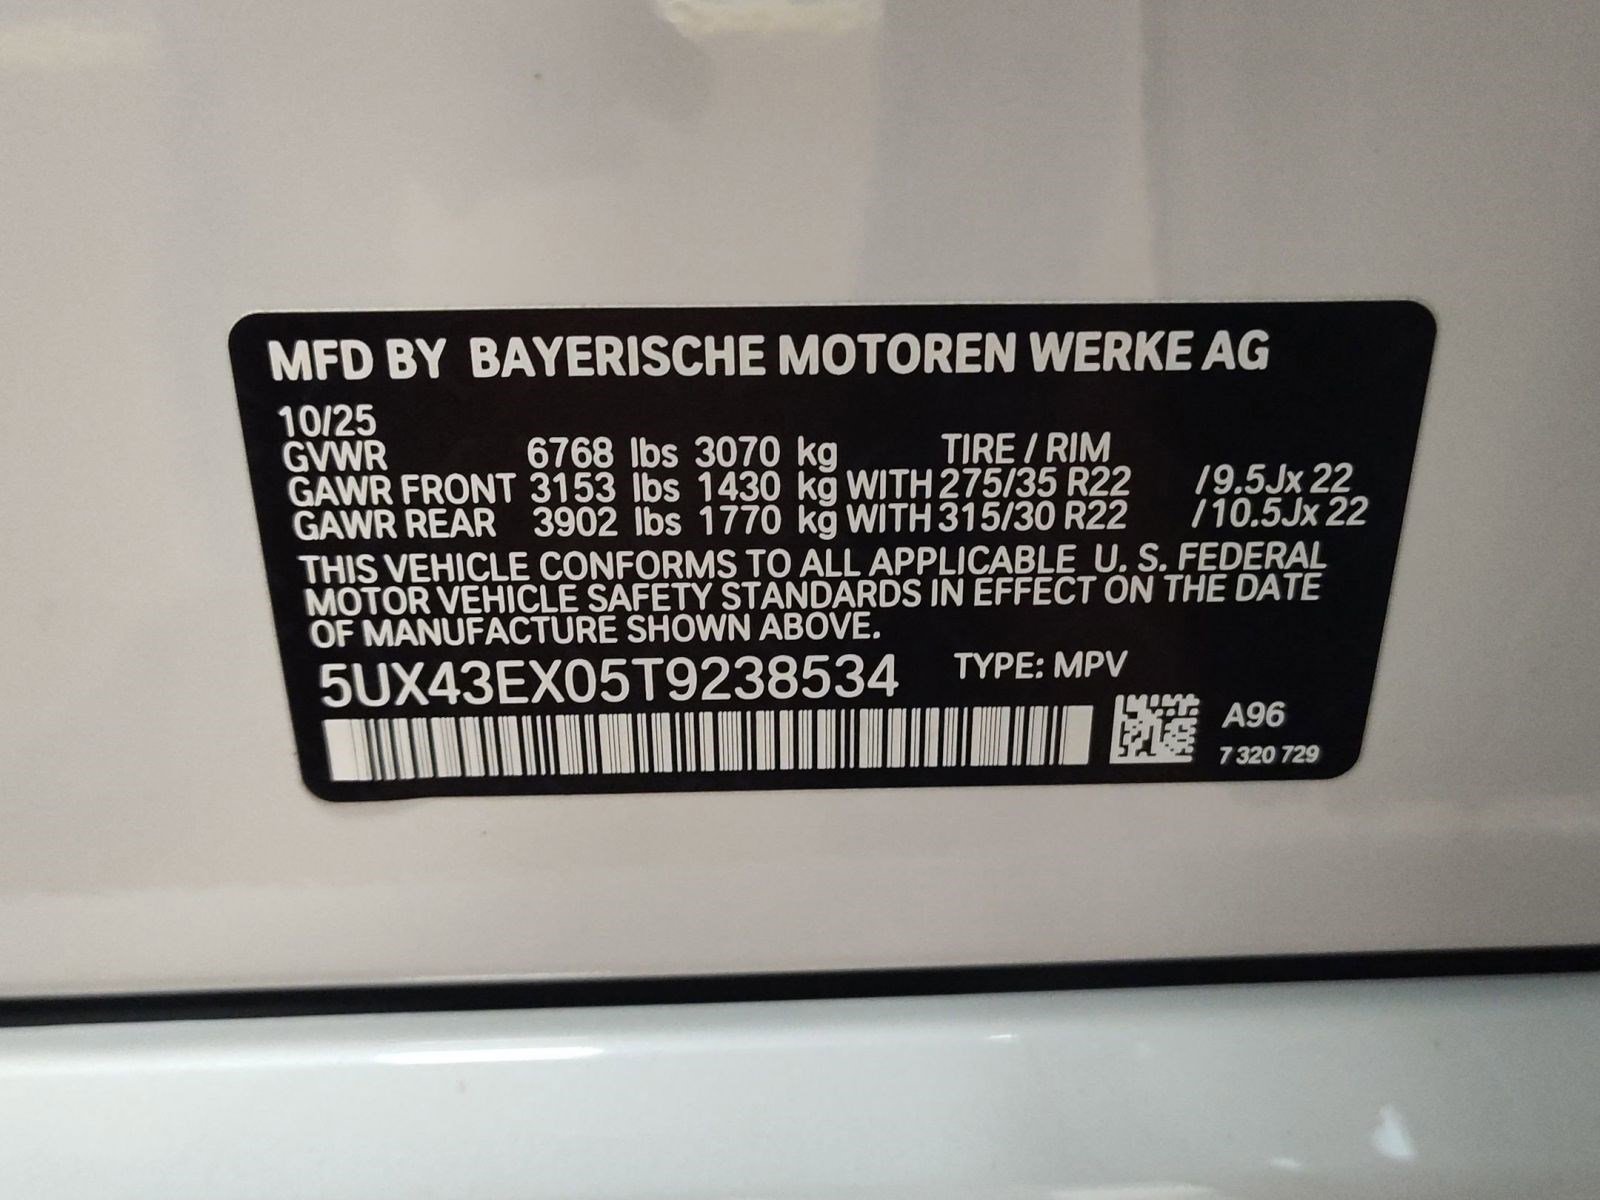 MFD BY BAYERISCHE MOTOREN WERKE AG
10/25
GVWR 6768 lbs 3070 kg TIRE / RIM
GAWR FRONT 3153 lbs 1430 kg WITH 275/35 R22 /9.5Jx 22
GAWR REAR 3902 lbs 1770 kg WITH 315/30 R22 /10.5Jx 22
THIS VEHICLE CONFORMS TO ALL APPLICABLE U. S. FEDERAL
MOTOR VEHICLE SAFETY STANDARDS IN EFFECT ON THE DATE
OF MANUFACTURE SHOWN ABOVE.
5UX43EX05T9238534 TYPE: MPV
A96
7 320 729